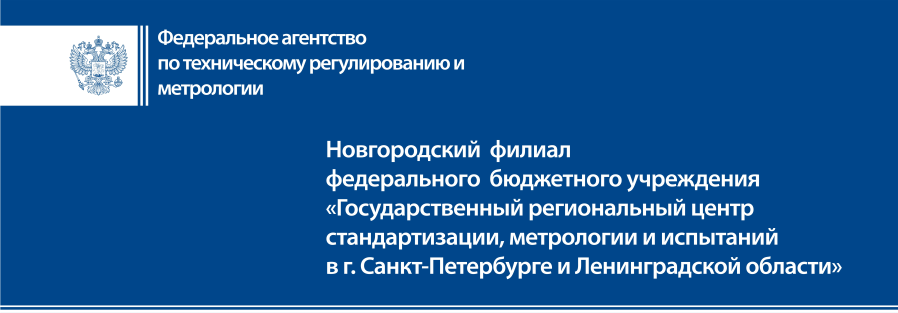 Федеральное агентство
по техническому регулированию и
метрологии
Новгородский филиал
федерального бюджетного учреждения
«Государственный региональный центр
стандартизации, метрологии и испытаний
в г. Санкт-Петербурге и Ленинградской области»